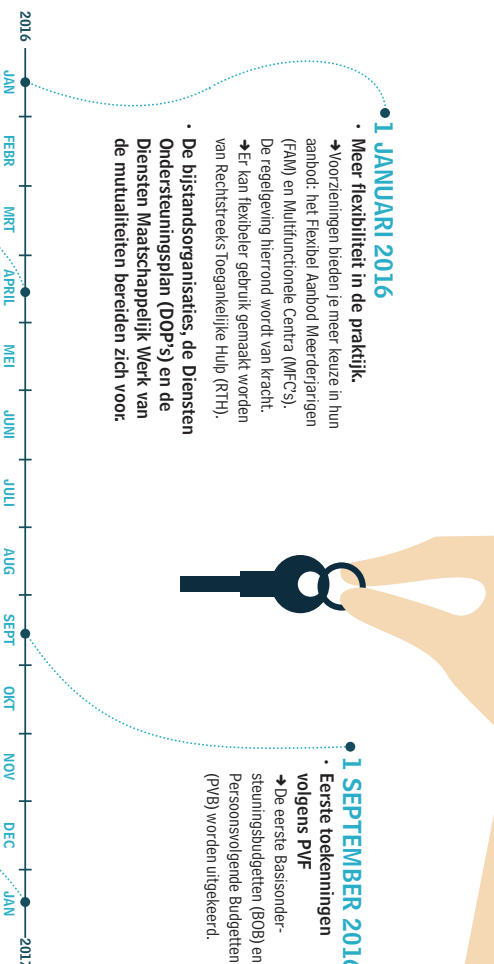 1 JANUARI 2016
• Meer flexibiliteit in de praktijk.
➔Voorzieningen bieden je meer keuze in hun
aanbod: het Flexibel Aanbod Meerderjarigen
(FAM) en Multifunctionele Centra (MFC's).
De regelgeving hierrond wordt van kracht.
➔Er kan flexibeler gebruik gemaakt worden
van Rechtstreeks Toegankelijke Hulp (RTH).
• De bijstandsorganisaties, de Diensten
Ondersteuningsplan (DOP's) en de
Diensten Maatschappelijk Werk van
de mutualiteiten bereiden zich voor.
1 SEPTEMBER 2016
• Eerste toekenningen
volgens PVF
➔De eerste Basisonder-
steuningsbudgetten (BOB) en
Persoonsvolgende Budgetten
(PVB) worden uitgekeerd.
2016
JAN
FEBR
MRT
APRIL
MEI
JUNI
JULI
AUG
SEPT
OKT
NOV
DEC
JAN
2017